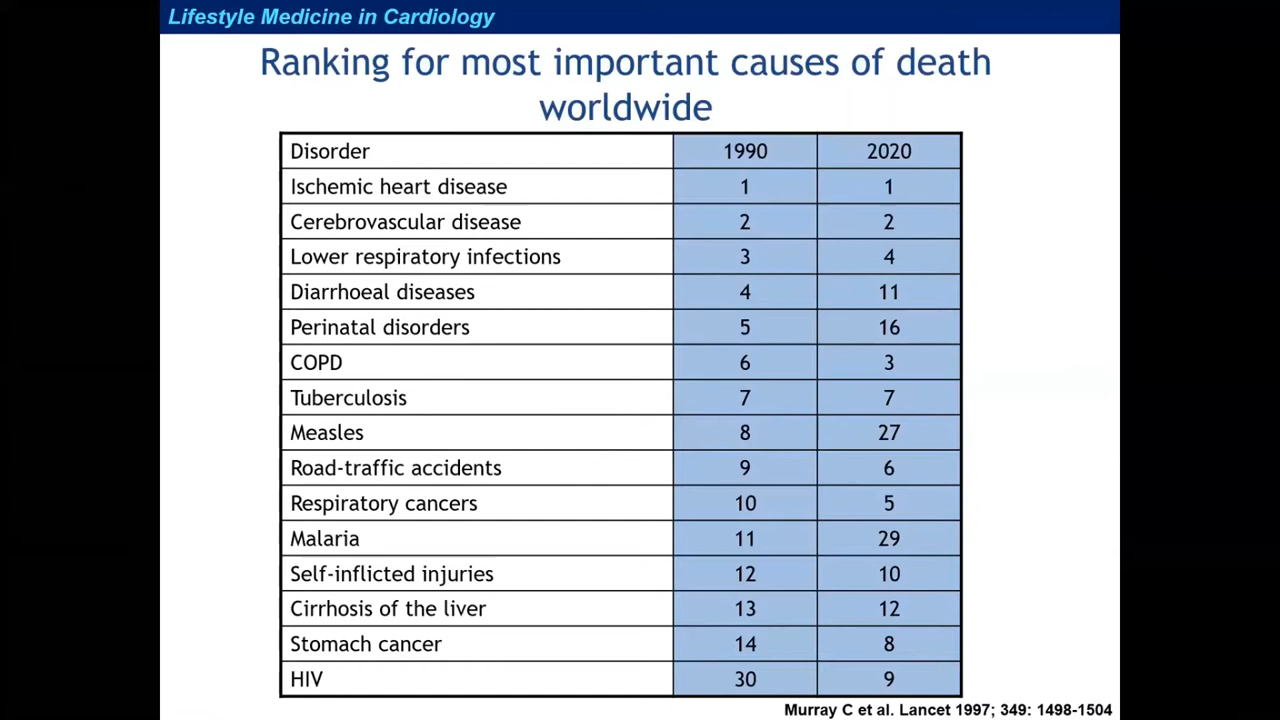 Lifestyle Medicine in Cardiology
Ranking for most important causes of death
worldwide
Disorder 1990 2020
Ischemic heart disease 1 1
Cerebrovascular disease 2 2
Lower respiratory infections 3 4
Diarrhoeal diseases 4 11
Perinatal disorders 5 16
COPD 6 3
Tuberculosis 7 7
Measles 8 27
Road-traffic accidents 9 6
Respiratory cancers 10 5
Malaria 11 29
Self-inflicted injuries 12 10
Cirrhosis of the liver 13 12
Stomach cancer 14 8
HIV 30 9
Murray C et al. Lancet 1997; 349: 1498-1504